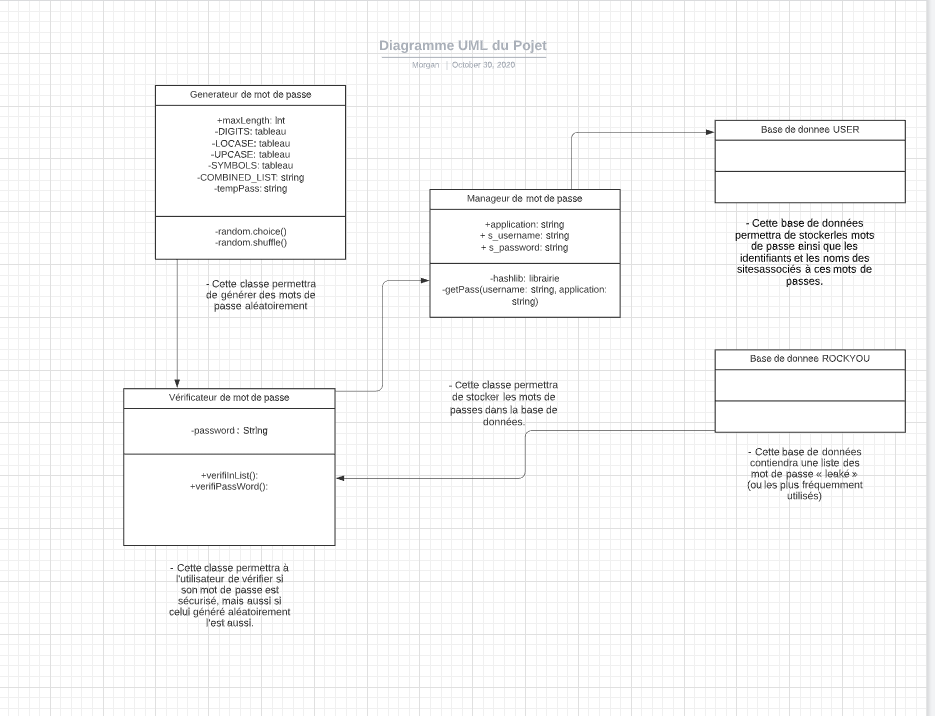 Diagramme UML du Pojet
Morgan | October 30, 2020
Generateur de mot de passe
+maxLength: Int
-DIGITS: tableau
-LOCASE: tableau
-UPCASE: tableau
-SYMBOLS: tableau
-COMBINED_LIST: string
-tempPass: string
-random.choice()
-random.shuffle()
- Cette classe permettra
de générer des mots de
passe aléatoirement
Manageur de mot de passe
+application: string
+ s_username: string
+ s_password: string
-hashlib: librairie
-getPass(username: string, application:
string)
- Cette classe permettra
de stocker les mots de
passes dans la base de
données.
Base de donnee USER
- Cette base de données
permettra de stockerles mots
de passe ainsi que les
identifiants et les noms des
sitesassociés à ces mots de
passes.
Base de donnee ROCKYOU
- Cette base de données
contiendra une liste des
mot de passe « leaké »
(ou les plus fréquemment
utilisés)
Vérificateur de mot de passe
-password : String
+verifiInList():
+verifiPassWord():
- Cette classe permettra à
l'utilisateur de vérifier si
son mot de passe est
sécurisé, mais aussi si
celui généré aléatoirement
l'est aussi.